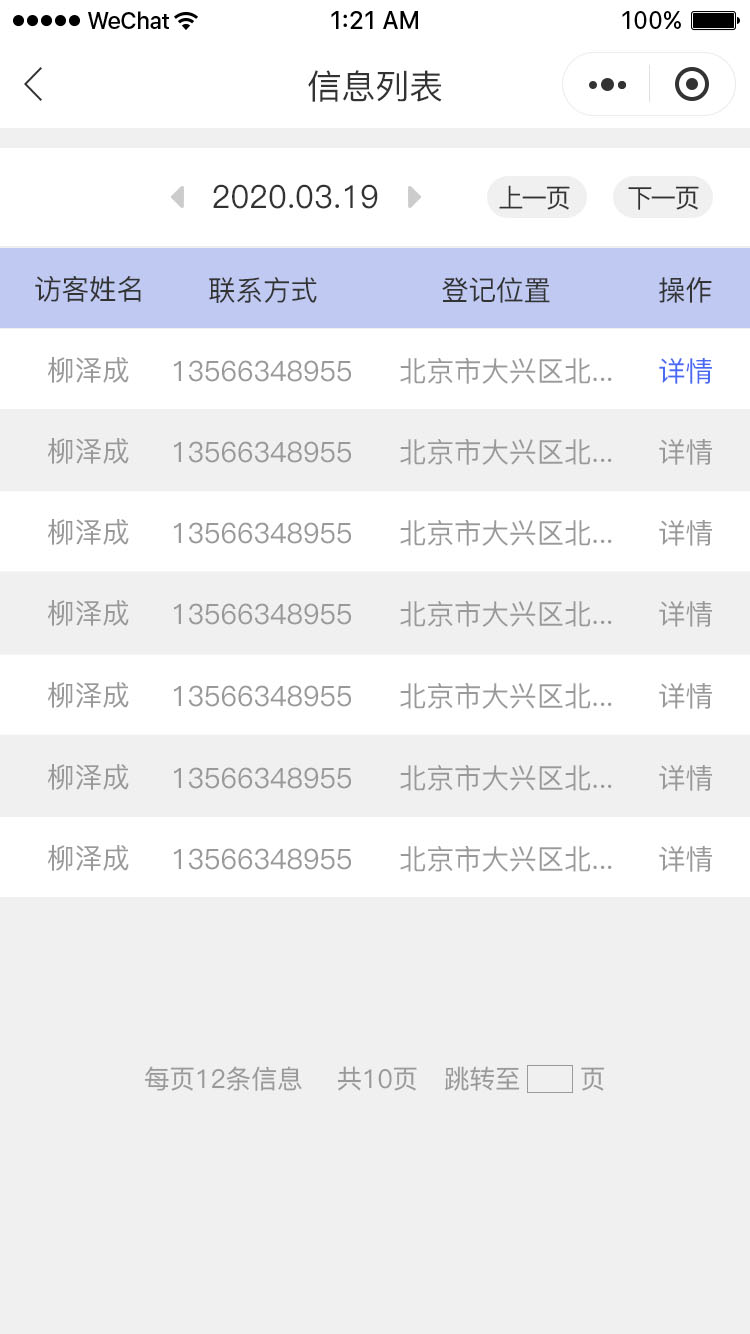 WeChat 1:21 AM 100%
信息列表
2020.03.19 上一页 下一页
访客姓名 联系方式 登记位置 操作
柳泽成 13566348955 北京市大兴区北... 详情
柳泽成 13566348955 北京市大兴区北... 详情
柳泽成 13566348955 北京市大兴区北... 详情
柳泽成 13566348955 北京市大兴区北... 详情
柳泽成 13566348955 北京市大兴区北... 详情
柳泽成 13566348955 北京市大兴区北... 详情
柳泽成 13566348955 北京市大兴区北... 详情
每页12条信息 共10页 跳转至 页